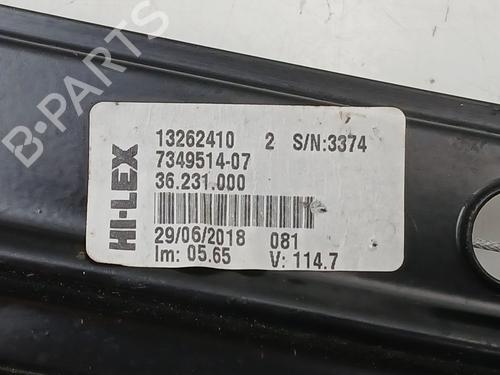 B-PARTS
HI-LEX
13262410 2 S/N:3374
7349514-07
36.231.000
29/06/2018 081
Im: 05.65 V: 114.7